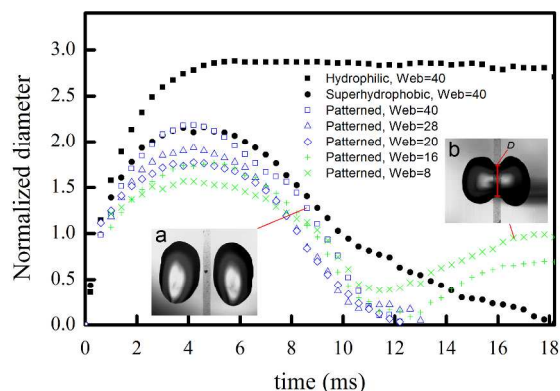 Normalized diameter
3.0
2.5
2.0
1.5
1.0
0.5
0.0
Hydrophilic, Web=40
Superhydrophobic, Web=40
Patterned, Web=40
Patterned, Web=28
Patterned, Web=20
Patterned, Web=16
Patterned, Web=8
a
b
D
0
2
4
6
8
10
12
14
16
18
time (ms)